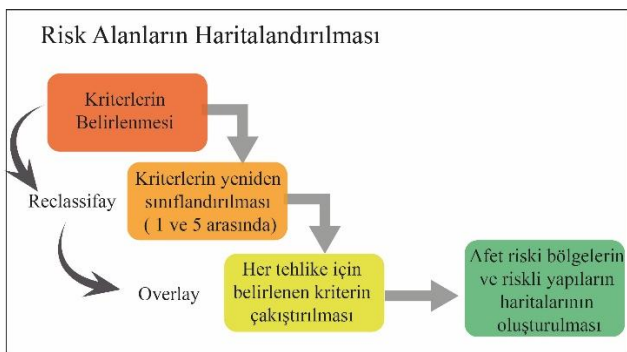 Risk Alanların Haritalandırılması
Kriterlerin
Belirlenmesi
Reclassifay
Kriterlerin yeniden
sınıflandırılması
( 1 ve 5 arasında)
Overlay
Her tehlike için
belirlenen kriterin
çakıştırılması
Afet riski bölgelerin
ve riskli yapıların
haritalarının
oluşturulması